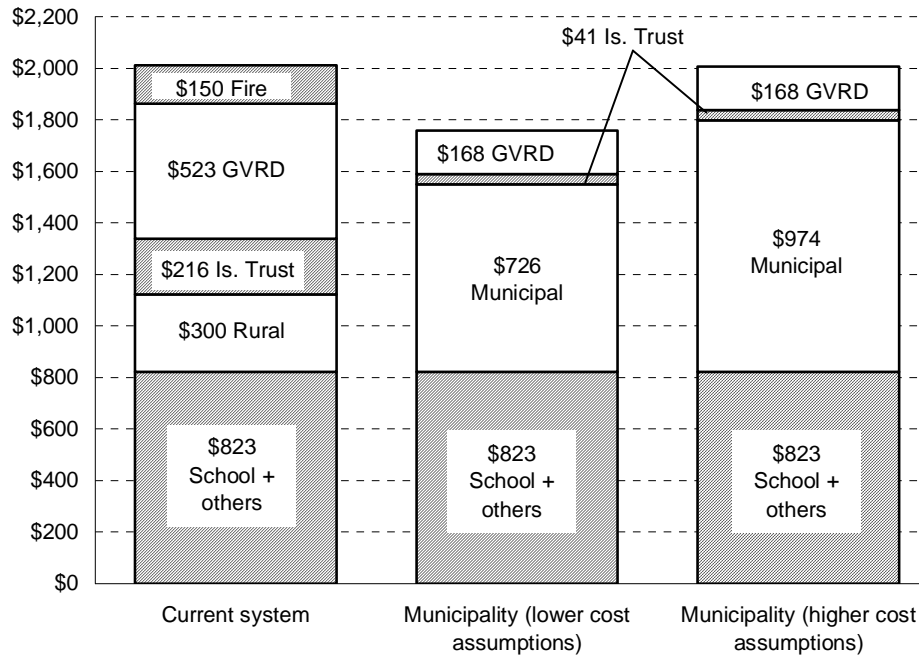 $2,200
$2,000
$1,800
$1,600
$1,400
$1,200
$1,000
$800
$600
$400
$200
$0
$150 Fire
$523 GVRD
$216 Is. Trust
$300 Rural
$823
School +
others
$41 Is. Trust
$168 GVRD
$726
Municipal
$823
School +
others
$168 GVRD
$974
Municipal
$823
School +
others
Current system
Municipality (lower cost
assumptions)
Municipality (higher cost
assumptions)